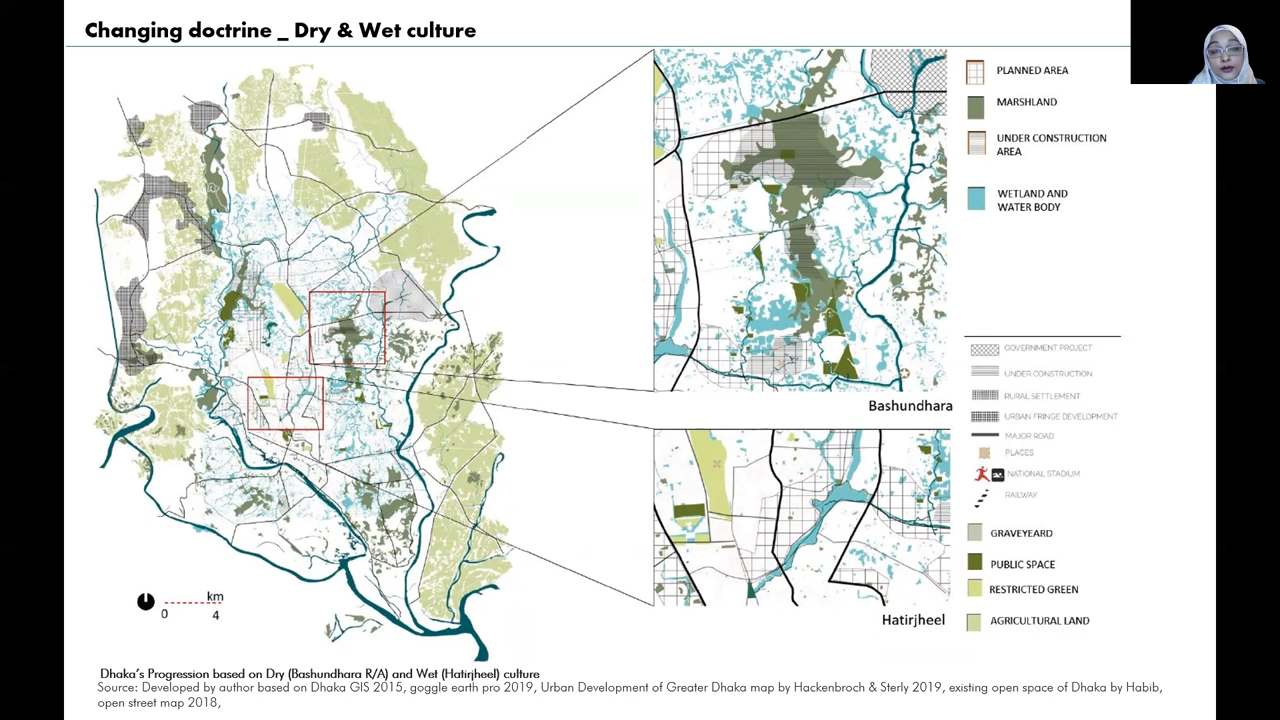 Changing doctrine _ Dry & Wet culture
PLANNED AREA
MARSHLAND
UNDER CONSTRUCTION
AREA
WETLAND AND
WATER BODY
GOVERNMENT PROJECT
UNDER CONSTRUCTION
RURAL SETTLEMENT
URBAN FRINGE DEVELOPMENT
MAJOR ROAD
PLACES
NATIONAL STADIUM
RAILWAY
GRAVEYEARD
PUBLIC SPACE
RESTRICTED GREEN
AGRICULTURAL LAND
Bashundhara
Hatirjheel
km
0 4
Dhaka's Progression based on Dry (Bashundhara R/A) and Wet (Hatirjheel) culture
Source: Developed by author based on Dhaka GIS 2015, goggle earth pro 2019, Urban Development of Greater Dhaka map by Hackenbroch & Sterly 2019, existing open space of Dhaka by Habib,
open street map 2018,